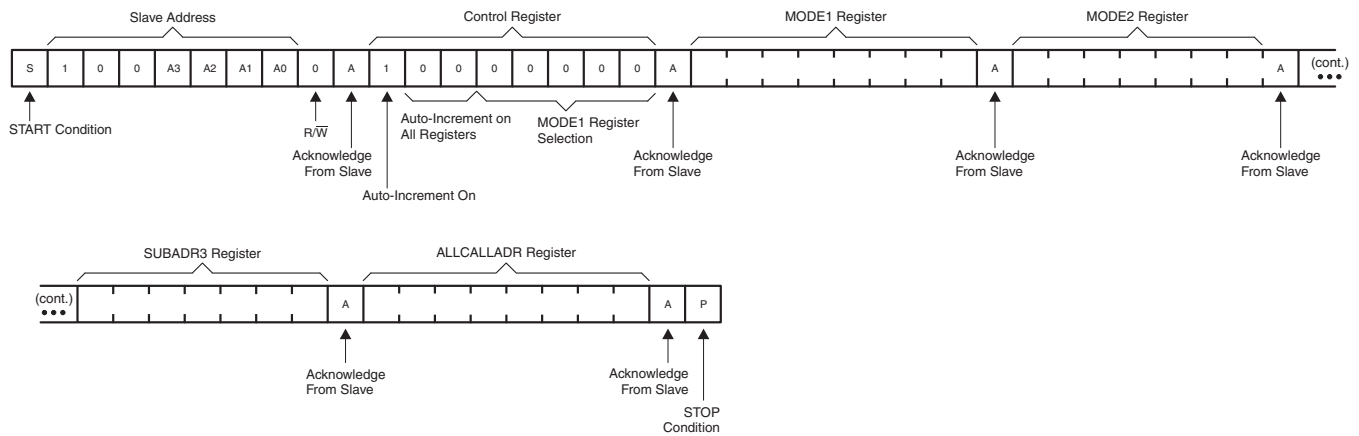 Slave Address
Control Register
MODE1 Register
MODE2 Register
S 1 0 0 A3 A2 A1 A0 0 A 1 0 0 0 0 0 0 0 A A A (cont.)
•••
START Condition
R/W̅
Acknowledge
From Slave
Auto-Increment On
Auto-Increment on
All Registers
MODE1 Register
Selection
Acknowledge
From Slave
Acknowledge
From Slave
Acknowledge
From Slave
SUBADR3 Register
ALLCALLADR Register
(cont.)
•••
A A P
Acknowledge
From Slave
Acknowledge
From Slave
STOP
Condition